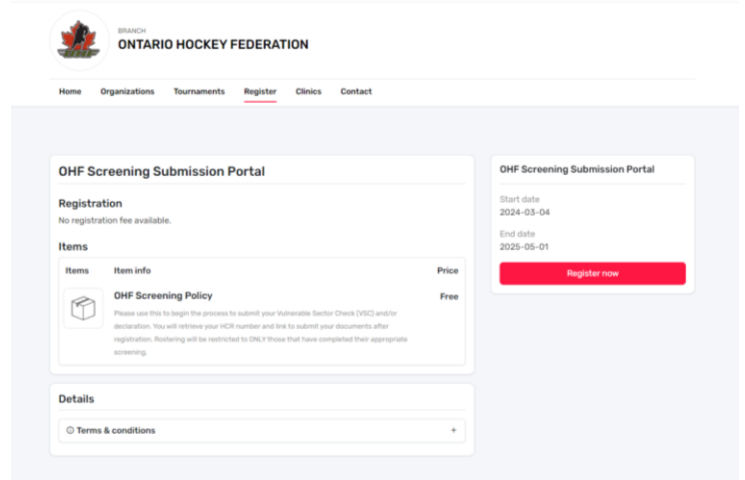 BRANCH
ONTARIO HOCKEY FEDERATION
Home Organizations Tournaments Register Clinics Contact
OHF Screening Submission Portal
Registration
No registration fee available.
Items
Items Item info Price
OHF Screening Policy Free
Please use this to begin the process to submit your Vulnerable Sector Check (VSC) and/or
declaration. You will retrieve your HCR number and link to submit your documents after
registration. Rostering will be restricted to ONLY those that have completed their appropriate
screening.
Details
Terms & conditions +
OHF Screening Submission Portal
Start date
2024-03-04
End date
2025-05-01
Register now